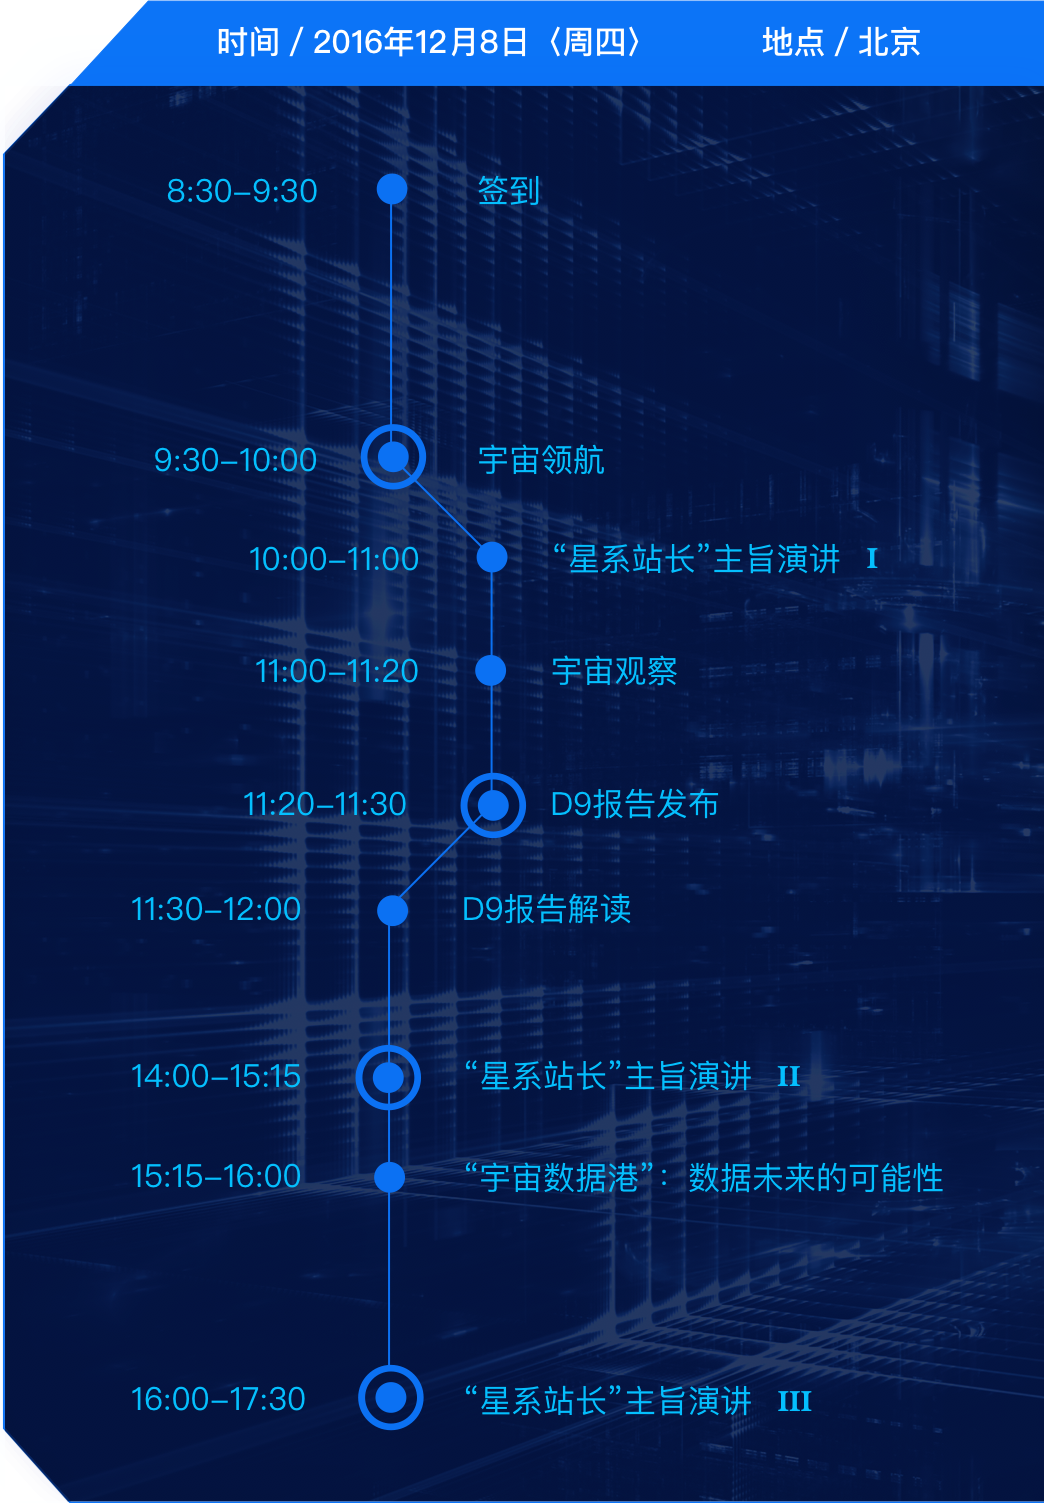 时间 / 2016年12月8日〈周四〉 地点 / 北京
8:30–9:30 签到
9:30–10:00 宇宙领航
10:00–11:00 “星系站长”主旨演讲 I
11:00–11:20 宇宙观察
11:20–11:30 D9报告发布
11:30–12:00 D9报告解读
14:00–15:15 “星系站长”主旨演讲 II
15:15–16:00 “宇宙数据港”：数据未来的可能性
16:00–17:30 “星系站长”主旨演讲 III